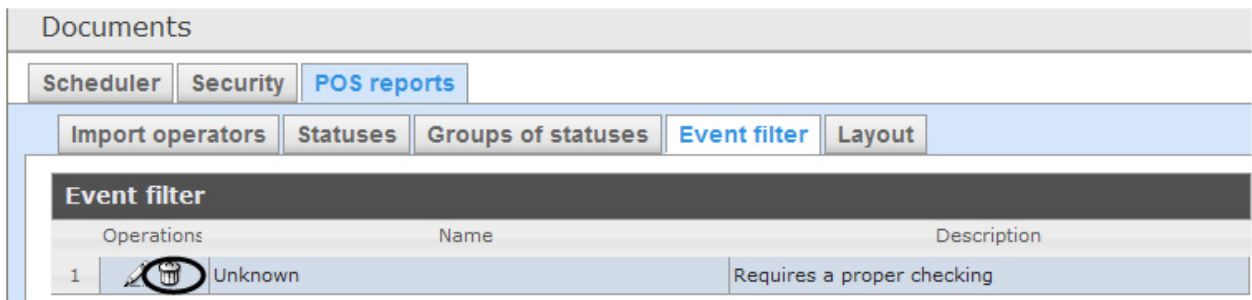 Documents
Scheduler Security POS reports
Import operators Statuses Groups of statuses Event filter Layout
Event filter
Operations Name Description
1 Unknown Requires a proper checking